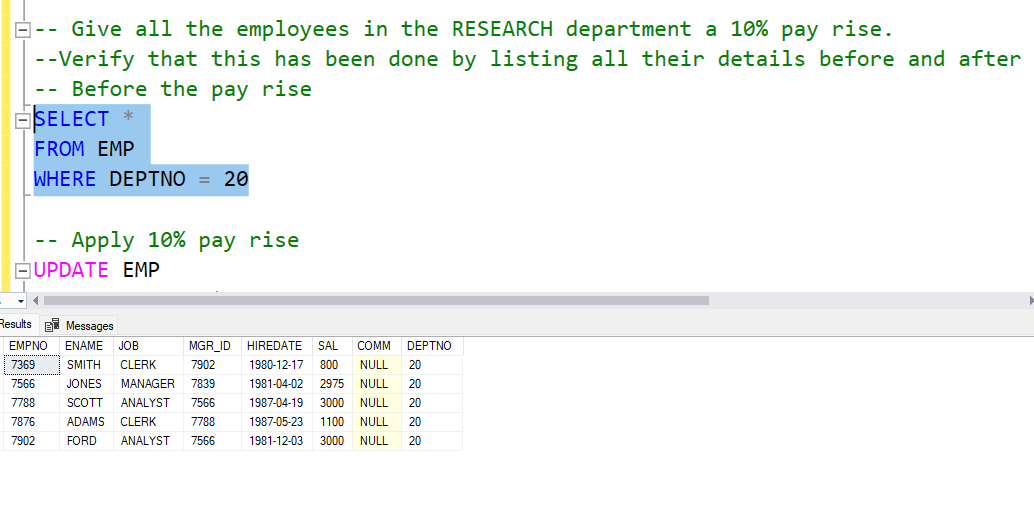 -- Give all the employees in the RESEARCH department a 10% pay rise.
--Verify that this has been done by listing all their details before and after
-- Before the pay rise
SELECT *
FROM EMP
WHERE DEPTNO = 20
-- Apply 10% pay rise
UPDATE EMP
Results Messages
EMPNO ENAME JOB MGR_ID HIREDATE SAL COMM DEPTNO
7369 SMITH CLERK 7902 1980-12-17 800 NULL 20
7566 JONES MANAGER 7839 1981-04-02 2975 NULL 20
7788 SCOTT ANALYST 7566 1987-04-19 3000 NULL 20
7876 ADAMS CLERK 7788 1987-05-23 1100 NULL 20
7902 FORD ANALYST 7566 1981-12-03 3000 NULL 20